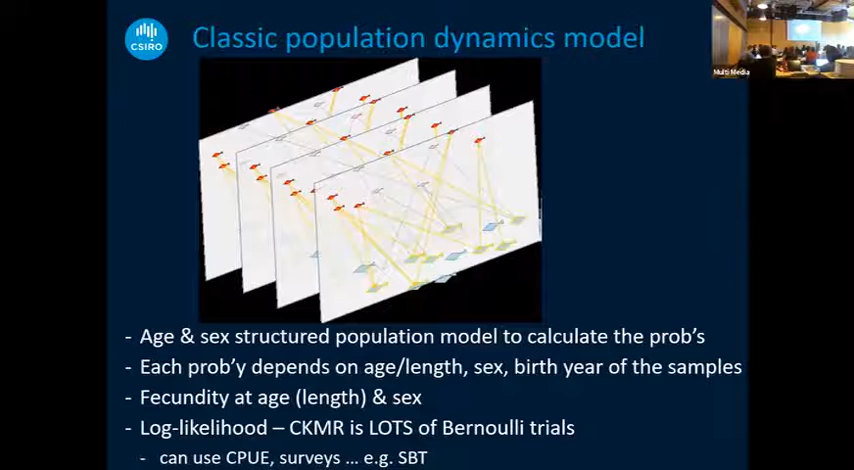 CSIRO
Classic population dynamics model
Multi Media
- Age & sex structured population model to calculate the prob's
- Each prob'y depends on age/length, sex, birth year of the samples
- Fecundity at age (length) & sex
- Log-likelihood – CKMR is LOTS of Bernoulli trials
- can use CPUE, surveys ... e.g. SBT